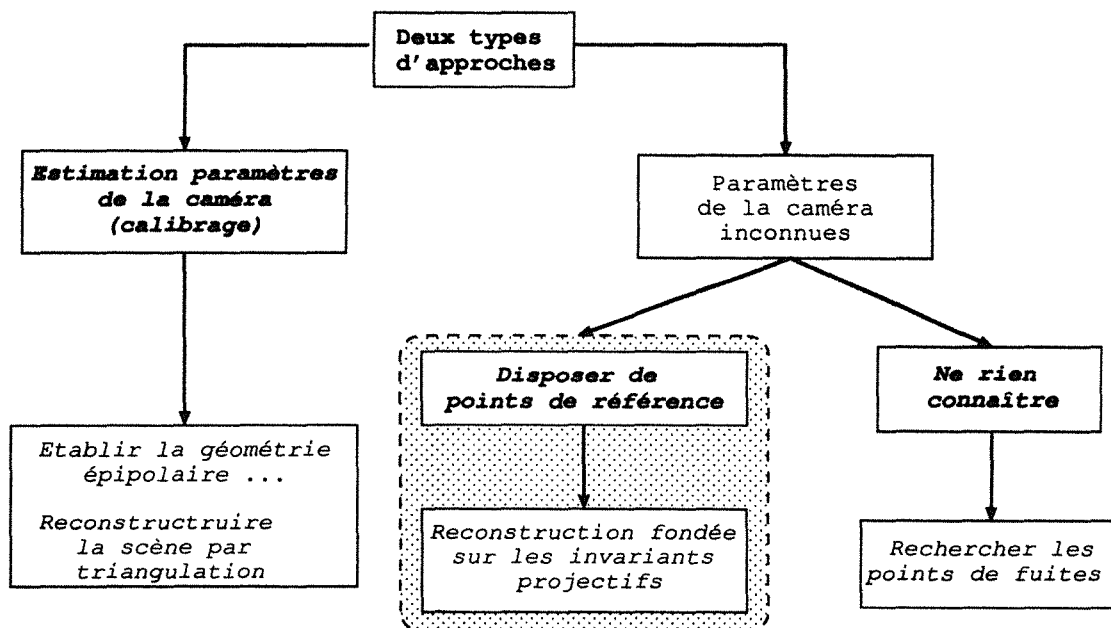 Deux types
d'approches
Estimation paramètres
de la caméra
(calibrage)
Paramètres
de la caméra
inconnues
Disposer de
points de référence
Ne rien
connaître
Etablir la géométrie
épipolaire ...
Reconstructruire
la scène par
triangulation
Reconstruction fondée
sur les invariants
projectifs
Rechercher les
points de fuites